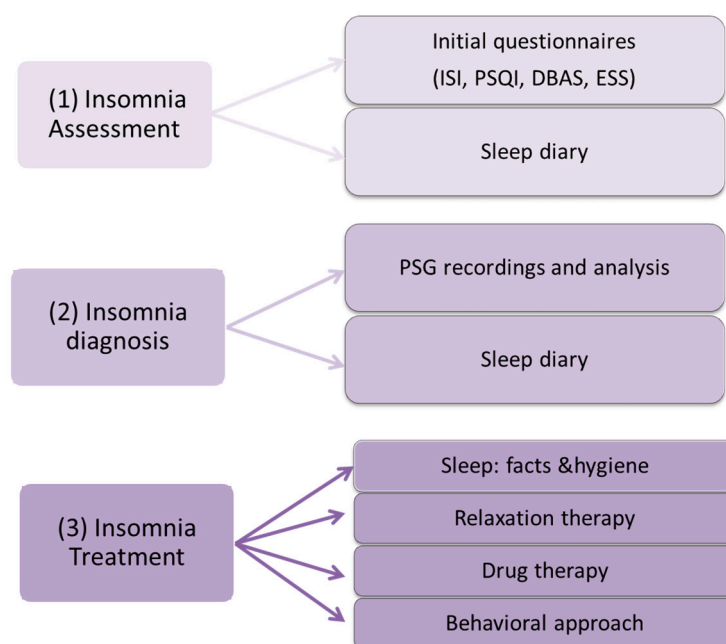 (1) Insomnia
Assessment
Initial questionnaires
(ISI, PSQI, DBAS, ESS)
Sleep diary
(2) Insomnia
diagnosis
PSG recordings and analysis
Sleep diary
(3) Insomnia
Treatment
Sleep: facts &hygiene
Relaxation therapy
Drug therapy
Behavioral approach